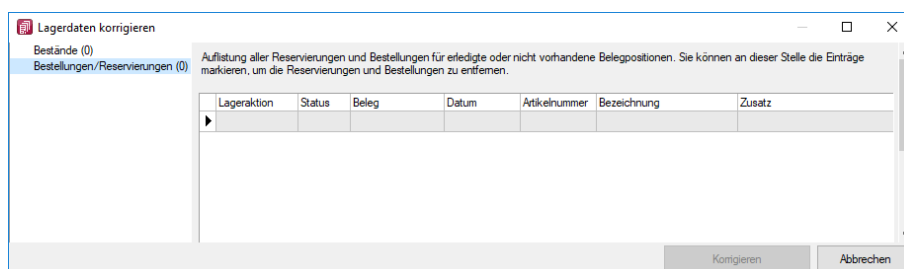 Lagerdaten korrigieren
Bestände (0)
Bestellungen/Reservierungen (0)
Auflistung aller Reservierungen und Bestellungen für erledigte oder nicht vorhandene Belegpositionen. Sie können an dieser Stelle die Einträge
markieren, um die Reservierungen und Bestellungen zu entfernen.
Lageraktion Status Beleg Datum Artikelnummer Bezeichnung Zusatz
Korrigieren Abbrechen